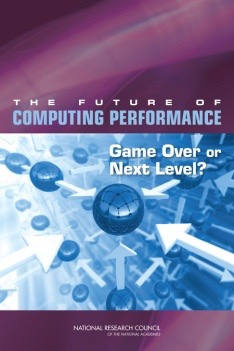 THE FUTURE OF
COMPUTING PERFORMANCE
Game Over or
Next Level?
NATIONAL RESEARCH COUNCIL
OF THE NATIONAL ACADEMIES